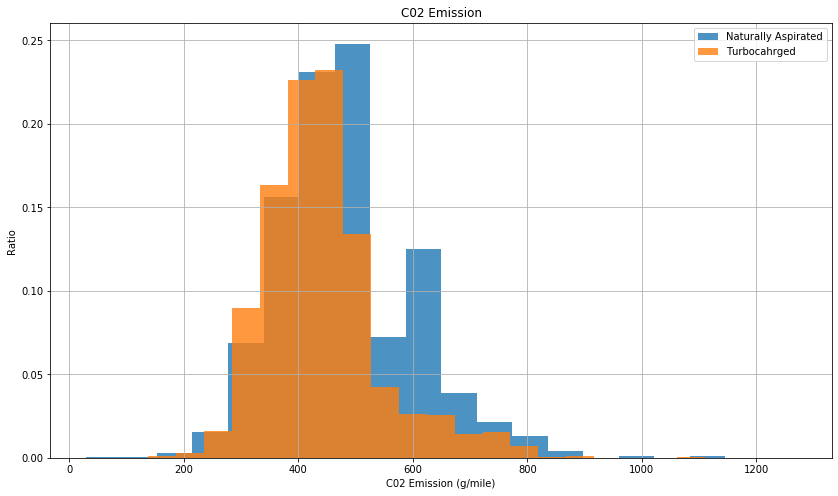 C02 Emission
Naturally Aspirated
Turbocahrged
0.25
0.20
0.15
0.10
0.05
0.00
Ratio
0 200 400 600 800 1000 1200
C02 Emission (g/mile)